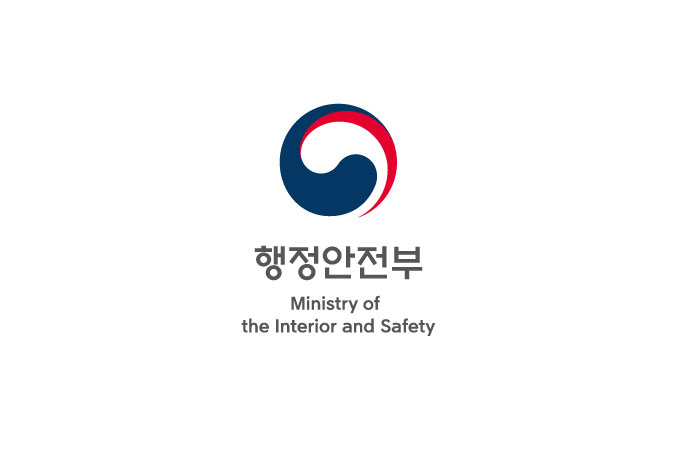 행정안전부
Ministry of
the Interior and Safety